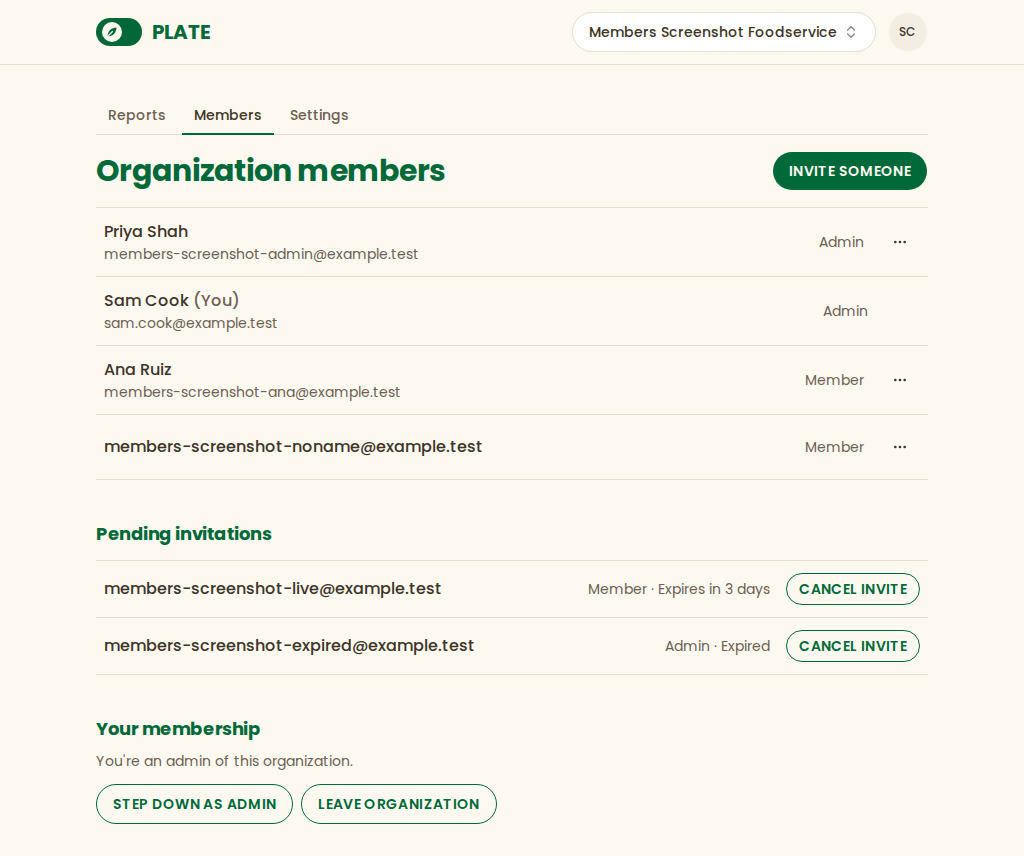 PLATE
Members Screenshot Foodservice
SC
Reports
Members
Settings
Organization members
INVITE SOMEONE
Priya Shah
members-screenshot-admin@example.test
Admin
Sam Cook (You)
sam.cook@example.test
Admin
Ana Ruiz
members-screenshot-ana@example.test
Member
members-screenshot-noname@example.test
Member
Pending invitations
members-screenshot-live@example.test
Member · Expires in 3 days
CANCEL INVITE
members-screenshot-expired@example.test
Admin · Expired
CANCEL INVITE
Your membership
You're an admin of this organization.
STEP DOWN AS ADMIN
LEAVE ORGANIZATION